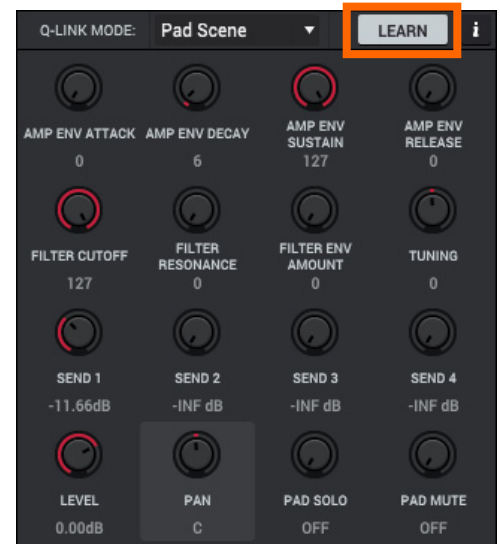 Q-LINK MODE: Pad Scene LEARN i
AMP ENV ATTACK AMP ENV DECAY AMP ENV SUSTAIN AMP ENV RELEASE
0 6 127 0
FILTER CUTOFF FILTER RESONANCE FILTER ENV AMOUNT TUNING
127 0 0 0
SEND 1 SEND 2 SEND 3 SEND 4
-11.66dB -INF dB -INF dB -INF dB
LEVEL PAN PAD SOLO PAD MUTE
0.00dB C OFF OFF